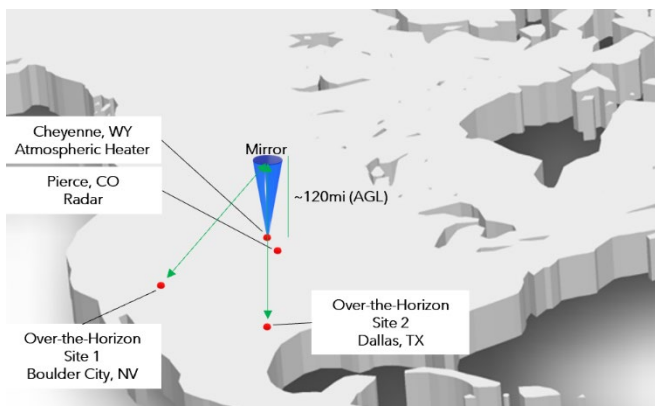 Cheyenne, WY
Atmospheric Heater
Mirror
Pierce, CO
Radar
~120mi (AGL)
Over-the-Horizon
Site 1
Boulder City, NV
Over-the-Horizon
Site 2
Dallas, TX